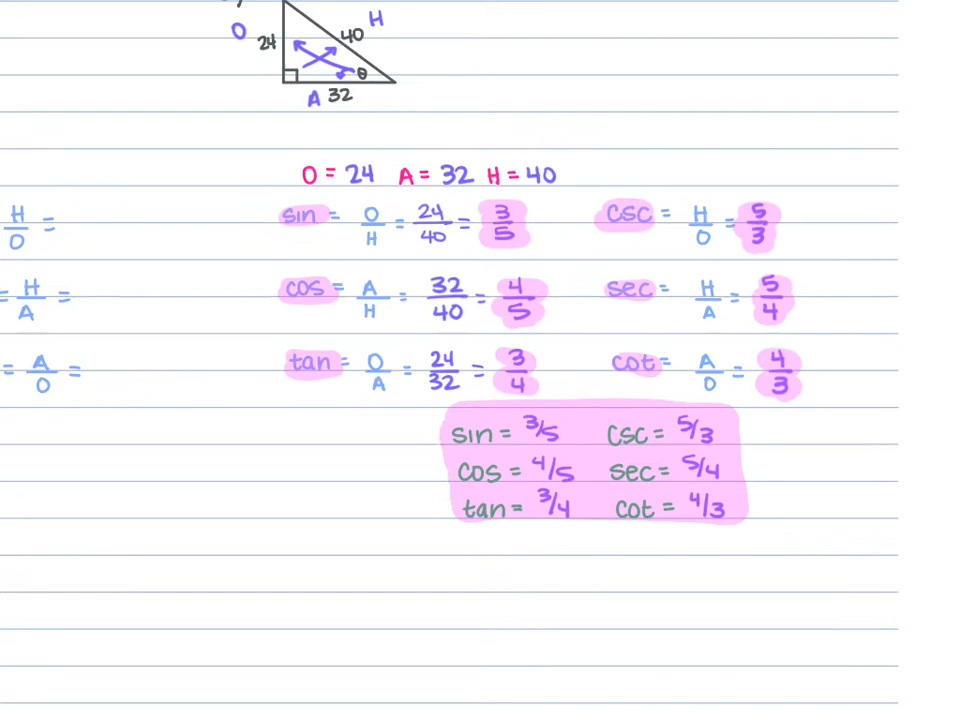 H
O 24 40
θ
A 32
O = 24 A = 32 H = 40
H/O = sin = O/H = 24/40 = 3/5 csc = H/O = 5/3
= H/A = cos = A/H = 32/40 = 4/5 sec = H/A = 5/4
= A/O = tan = O/A = 24/32 = 3/4 cot = A/O = 4/3
sin = 3/5 csc = 5/3
cos = 4/5 sec = 5/4
tan = 3/4 cot = 4/3